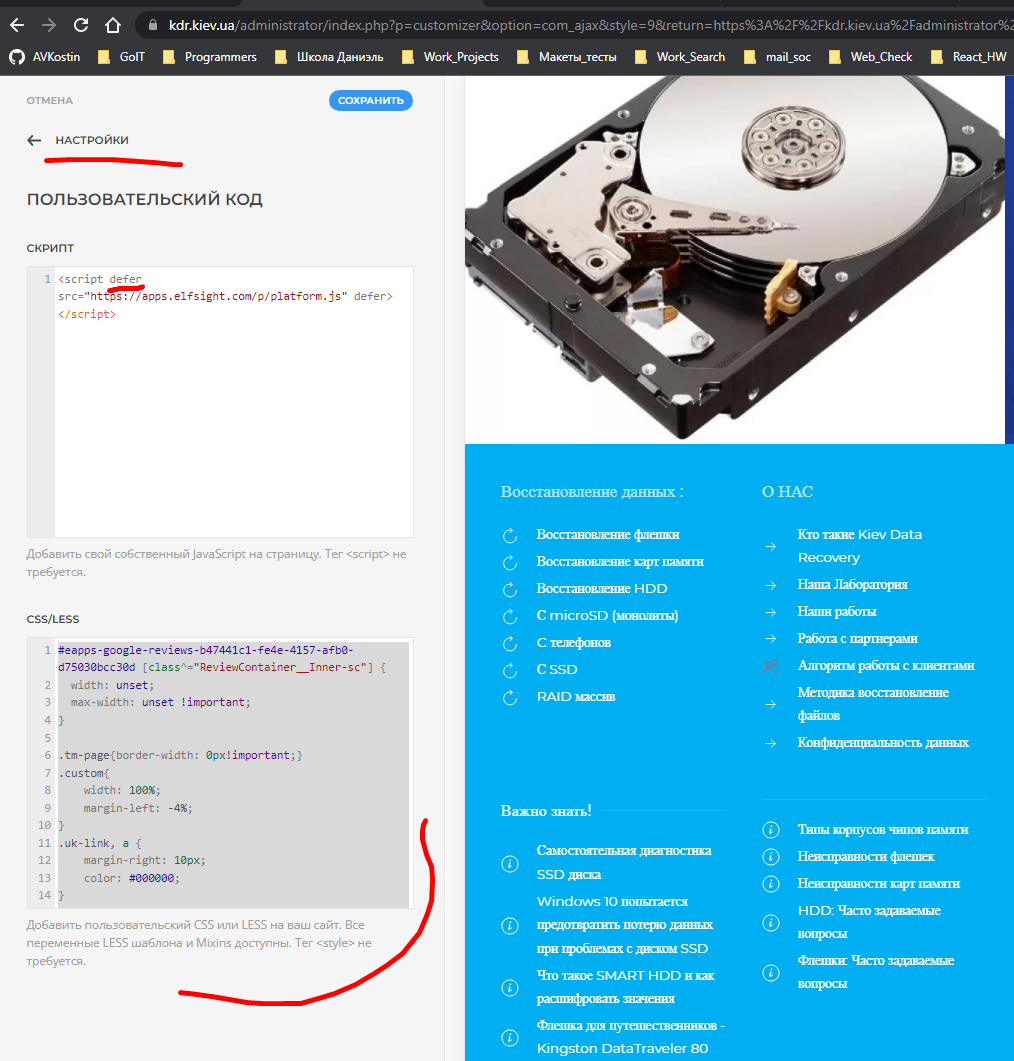 kdr.kiev.ua/administrator/index.php?p=customizer&option=com_ajax&style=9&return=https%3A%2F%2Fkdr.kiev.ua%2Fadministrator%2
AVKostin GoIT Programmers Школа Даниэль Work_Projects Макеты_тесты Work_Search mail_soc Web_Check React_HW
ОТМЕНА
СОХРАНИТЬ
НАСТРОЙКИ
ПОЛЬЗОВАТЕЛЬСКИЙ КОД
СКРИПТ
1 <script defer
src="https://apps.elfsight.com/p/platform.js" defer>
</script>
Добавить свой собственный JavaScript на страницу. Тег <script> не
требуется.
CSS/LESS
1 #eapps-google-reviews-b47441c1-fe4e-4157-afb0-
d75030bcc30d [class^="ReviewContainer__Inner-sc"] {
2 width: unset;
3 max-width: unset !important;
4 }
5
6 .tm-page{border-width: 0px!important;}
7 .custom{
8 width: 100%;
9 margin-left: -4%;
10 }
11 .uk-link, a {
12 margin-right: 10px;
13 color: #000000;
14 }
Добавить пользовательский CSS или LESS на ваш сайт. Все
переменные LESS шаблона и Mixins доступны. Тег <style> не
требуется.
Восстановление данных :
Восстановление флешки
Восстановление карт памяти
Восстановление HDD
С microSD (монолиты)
С телефонов
С SSD
RAID массив
О НАС
Кто такие Kiev Data
Recovery
Наша Лаборатория
Наши работы
Работа с партнерами
Алгоритм работы с клиентами
Методика восстановление
файлов
Конфиденциальность данных
Важно знать!
Самостоятельная диагностика
SSD диска
Windows 10 попытается
предотвратить потерю данных
при проблемах с диском SSD
Что такое SMART HDD и как
расшифровать значения
Флешка для путешественников -
Kingston DataTraveler 80
Типы корпусов чипов памяти
Неисправности флешек
Неисправности карт памяти
HDD: Часто задаваемые
вопросы
Флешки: Часто задаваемые
вопросы